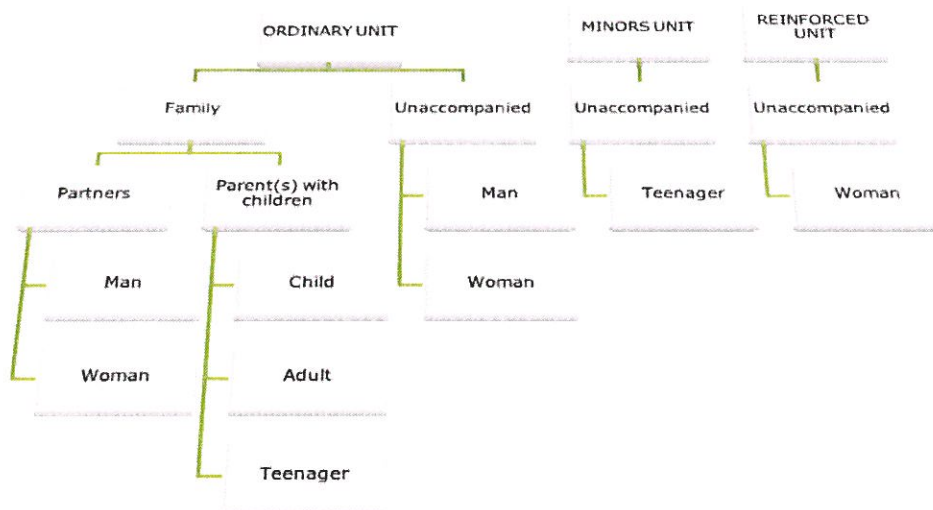 ORDINARY UNIT
MINORS UNIT
REINFORCED
UNIT
Family
Unaccompanied
Unaccompanied
Unaccompanied
Partners
Parent(s) with
children
Man
Teenager
Woman
Man
Child
Woman
Woman
Adult
Teenager